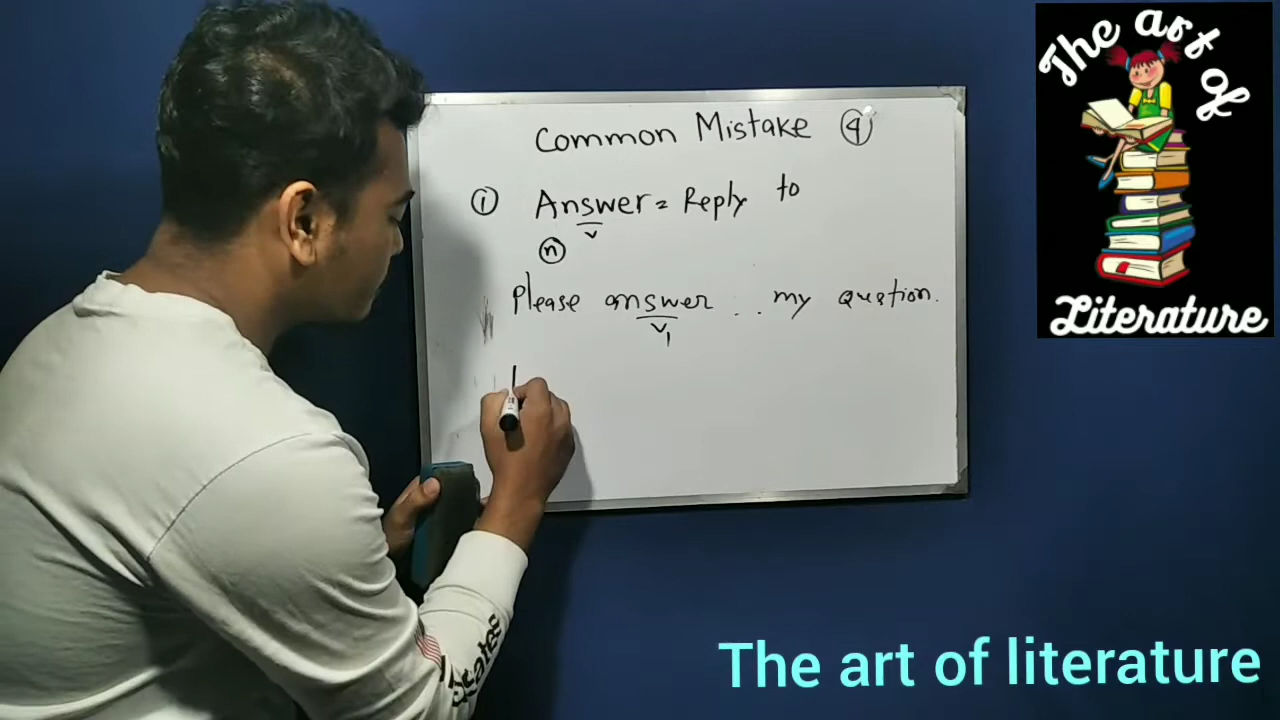 Common Mistake ④
① Answer = Reply to
v
ⓝ
Please answer .. my question.
v1
The art of
Literature
The art of literature